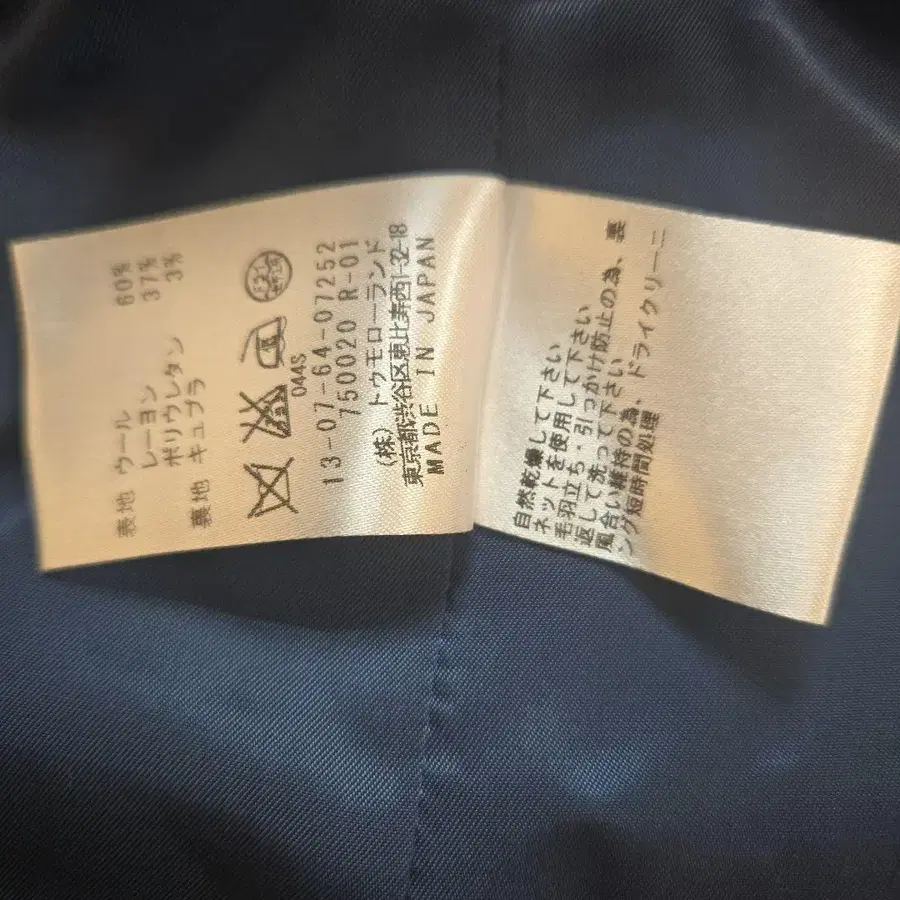 表地 ウール 60%
レーヨン 37%
ポリウレタン 3%
裏地 キュプラ
044S
13-07-64-07252
750020 R-01
(株) トゥモローランド
東京都渋谷区東比寿西1-32-18
MADE IN JAPAN
自然乾燥して下さい
ネットを使用して下さい
毛羽立ち・引っかけ防止の為、裏
返して洗って下さい
風合い維持の為、ドライクリーニ
ング短時間処理